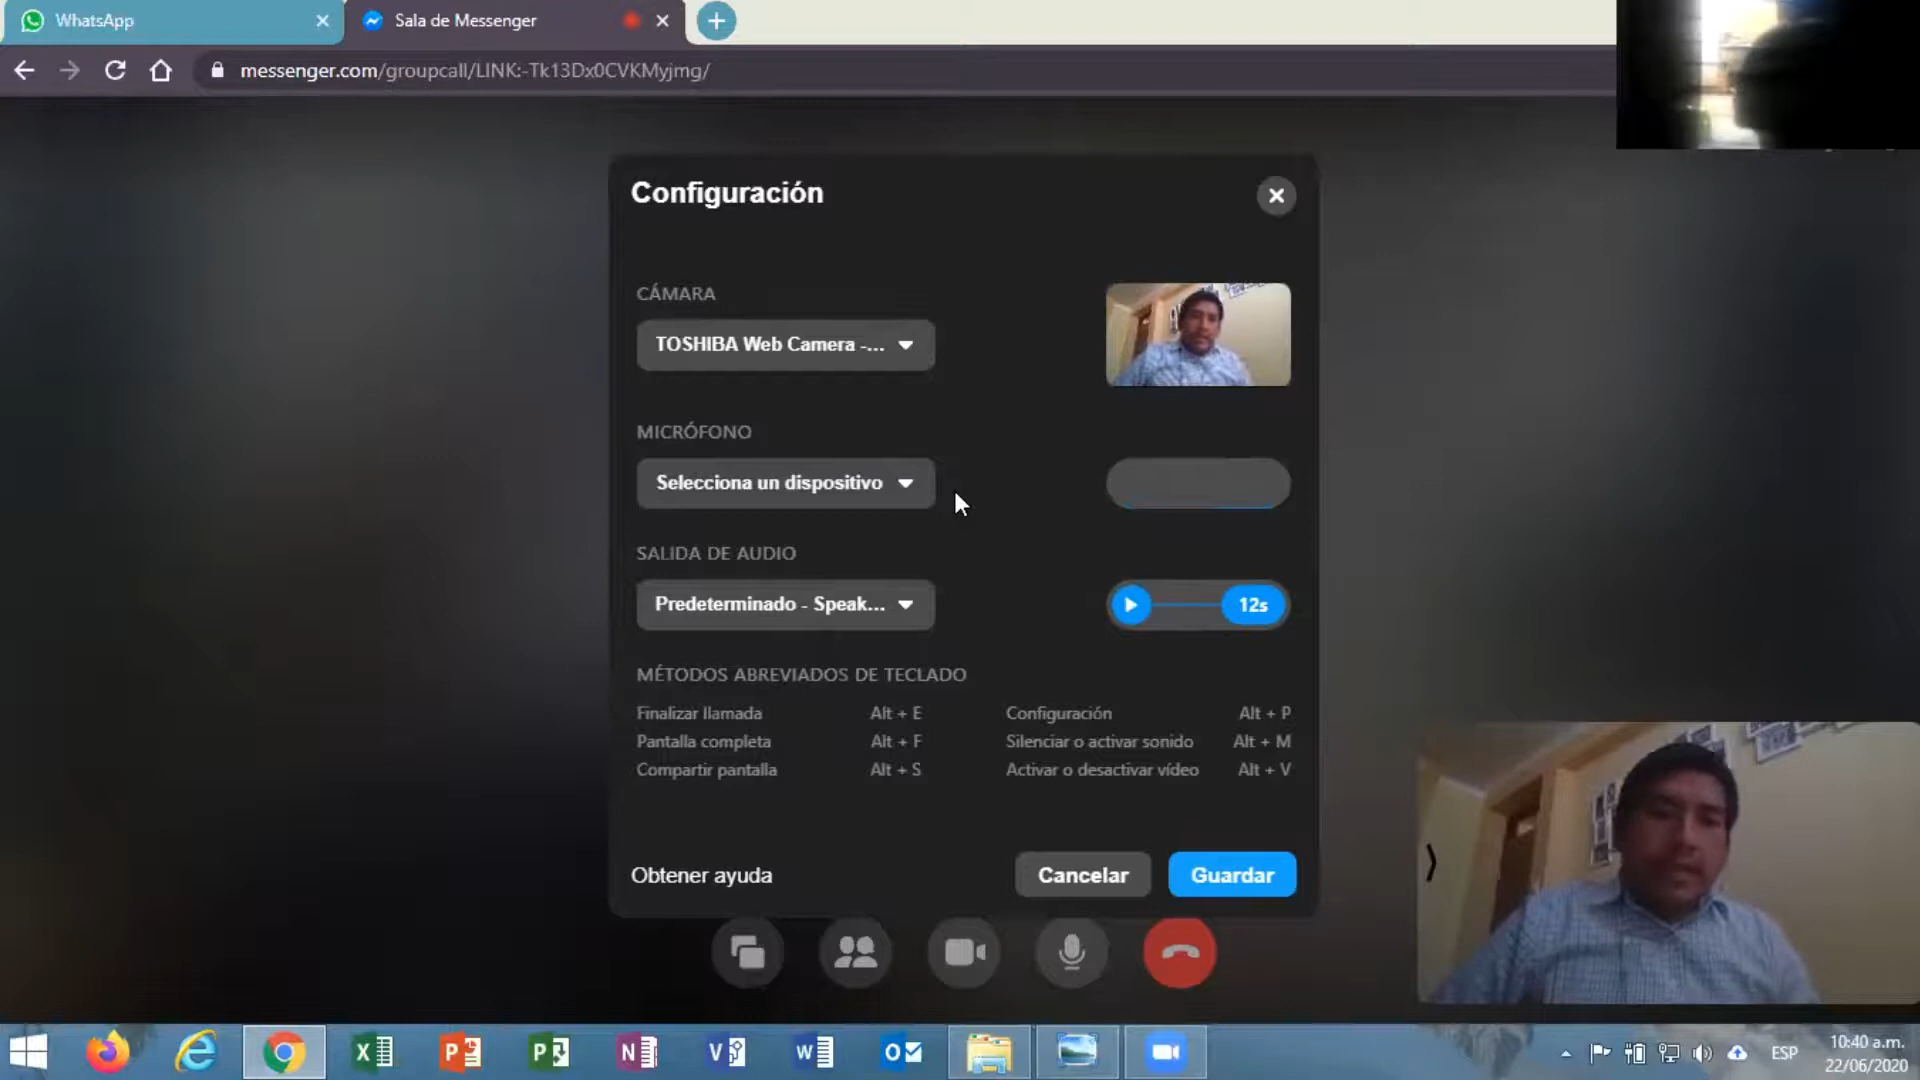 WhatsApp
Sala de Messenger
messenger.com/groupcall/LINK:-Tk13Dx0CVKMyjmg/
Configuración
CÁMARA
TOSHIBA Web Camera -...
MICRÓFONO
Selecciona un dispositivo
SALIDA DE AUDIO
Predeterminado - Speak...
12s
MÉTODOS ABREVIADOS DE TECLADO
Finalizar llamada Alt + E Configuración Alt + P
Pantalla completa Alt + F Silenciar o activar sonido Alt + M
Compartir pantalla Alt + S Activar o desactivar vídeo Alt + V
Obtener ayuda Cancelar Guardar
ESP
10:40 a.m.
22/06/2020